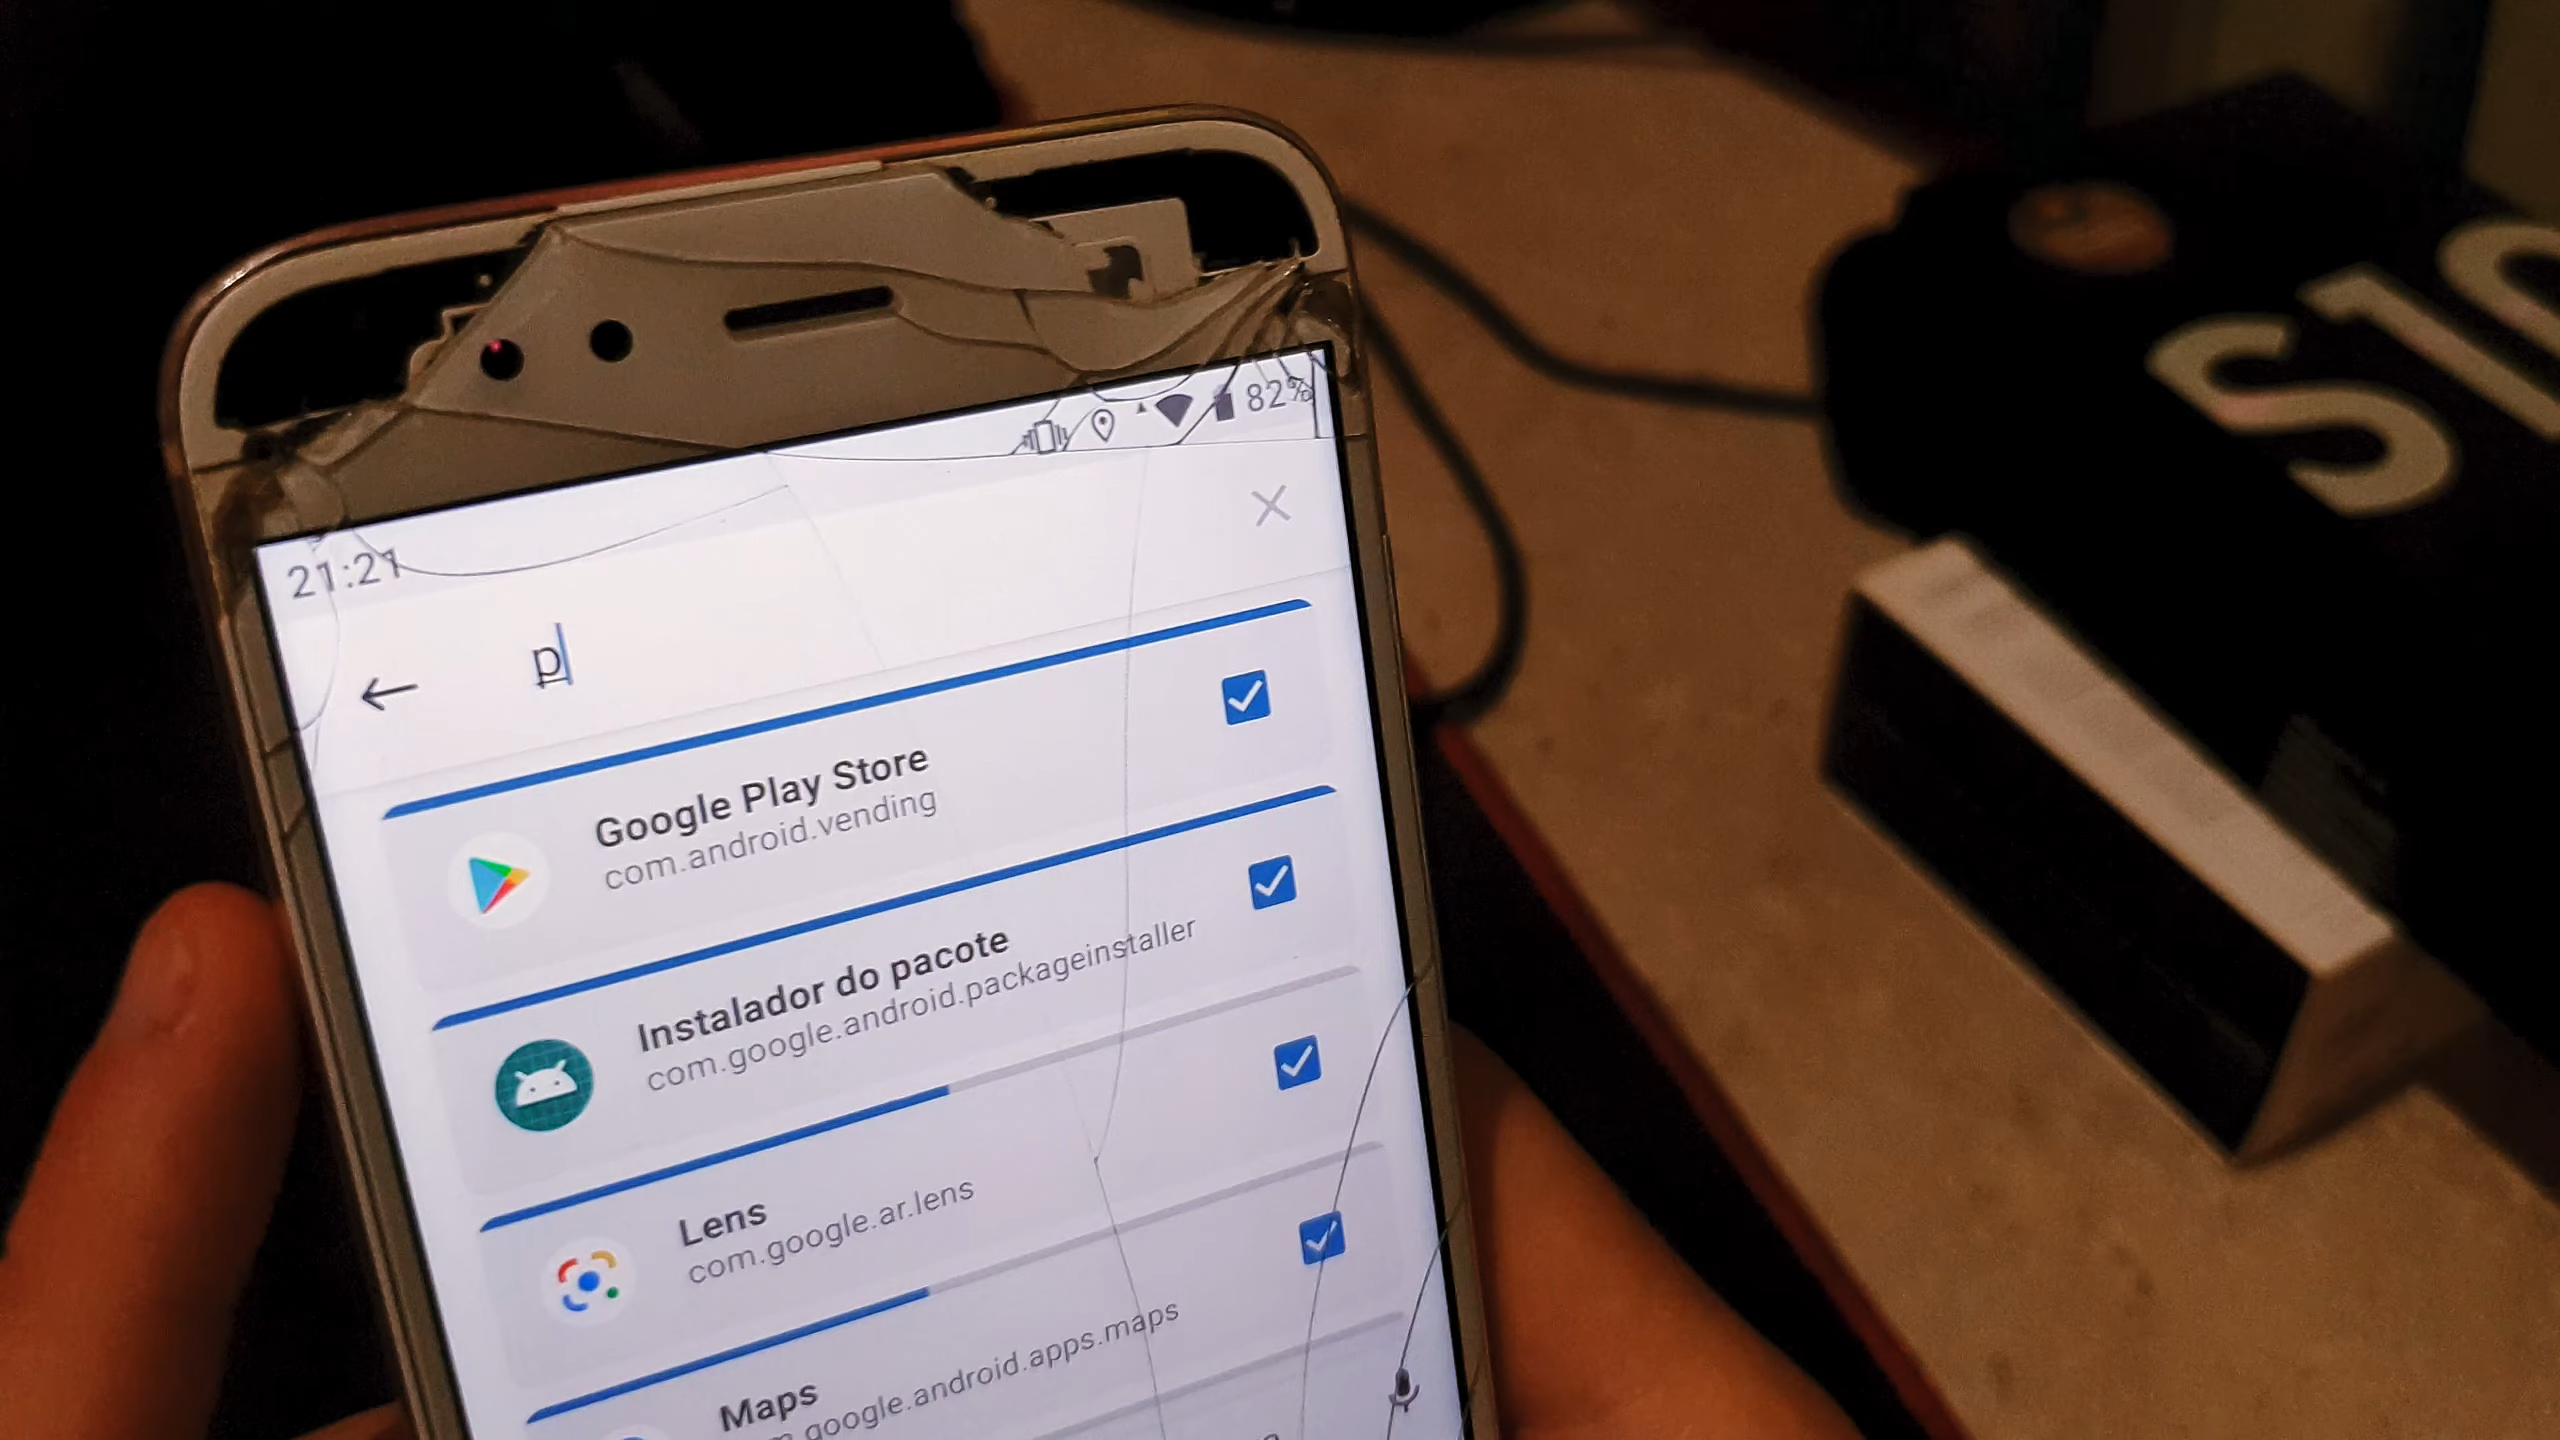 82%
21:21
p
Google Play Store
com.android.vending
Instalador do pacote
com.google.android.packageinstaller
Lens
com.google.ar.lens
Maps
.google.android.apps.maps
S10